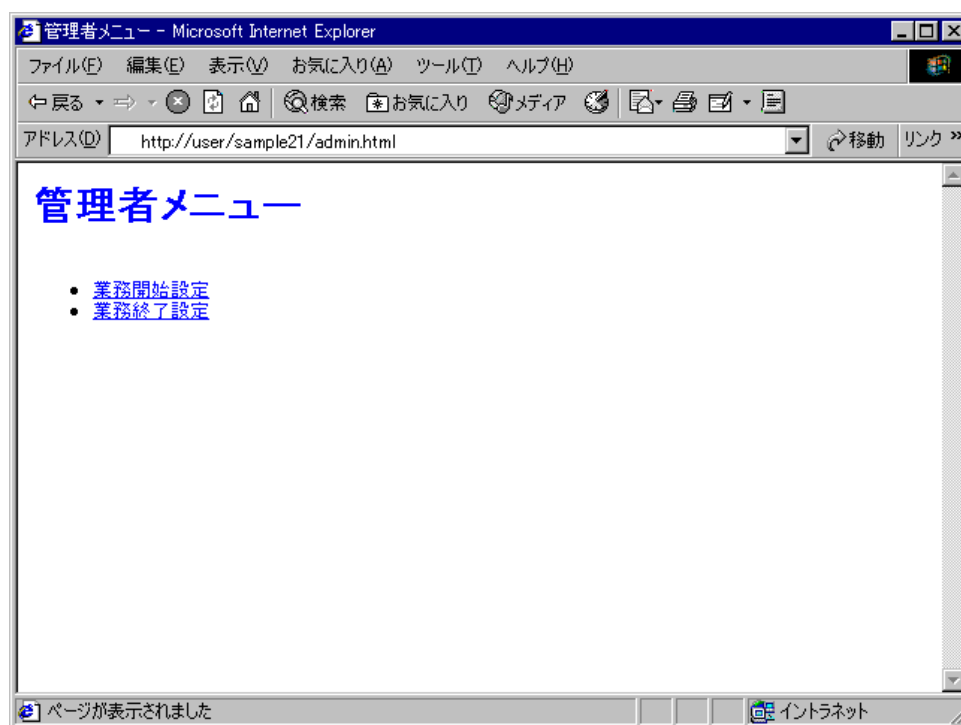 管理者メニュー - Microsoft Internet Explorer
ファイル(F) 編集(E) 表示(V) お気に入り(A) ツール(T) ヘルプ(H)
戻る 検索 お気に入り メディア
アドレス(D) http://user/sample21/admin.html 移動 リンク »
管理者メニュー
• 業務開始設定
• 業務終了設定
ページが表示されました イントラネット